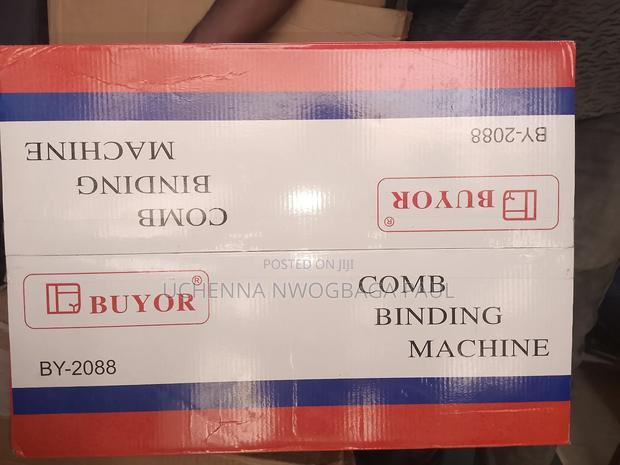 COMB
BINDING
MACHINE
BY-2088
BUYOR®
POSTED ON JIJI
UCHENNA NWOGBAGA PAUL
BUYOR®
COMB
BINDING
MACHINE
BY-2088